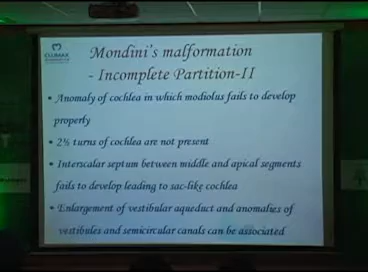 Mondini's malformation
- Incomplete Partition-II
• Anomaly of cochlea in which modiolus fails to develop
properly
• 2½ turns of cochlea are not present
• Interscalar septum between middle and apical segments
fails to develop leading to sac-like cochlea
• Enlargement of vestibular aqueduct and anomalies of
vestibules and semicircular canals can be associated